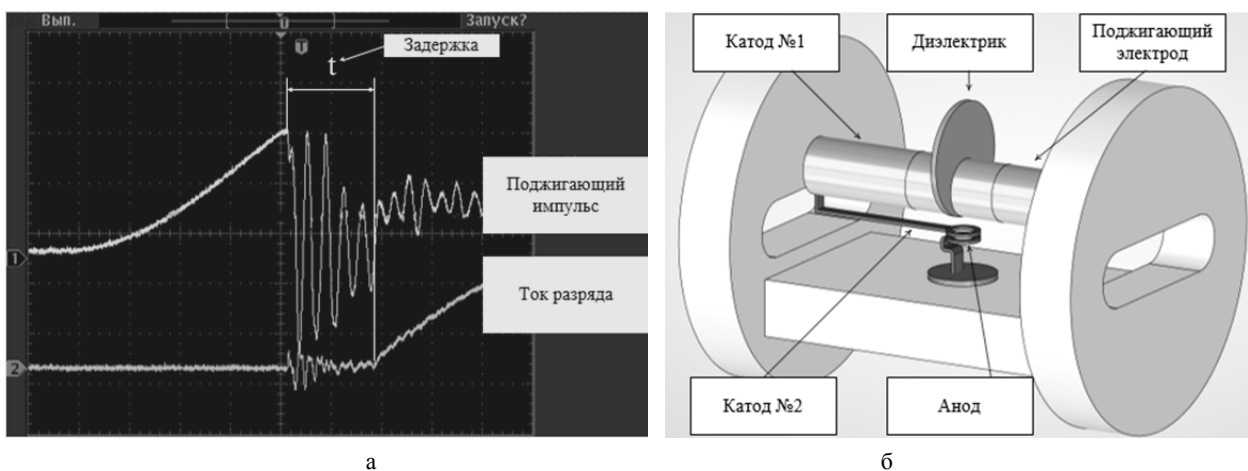 Вып.
Запуск?
Задержка
t
Поджигающий
импульс
1
Ток разряда
2
Катод №1
Диэлектрик
Поджигающий
электрод
Катод №2
Анод
а
б